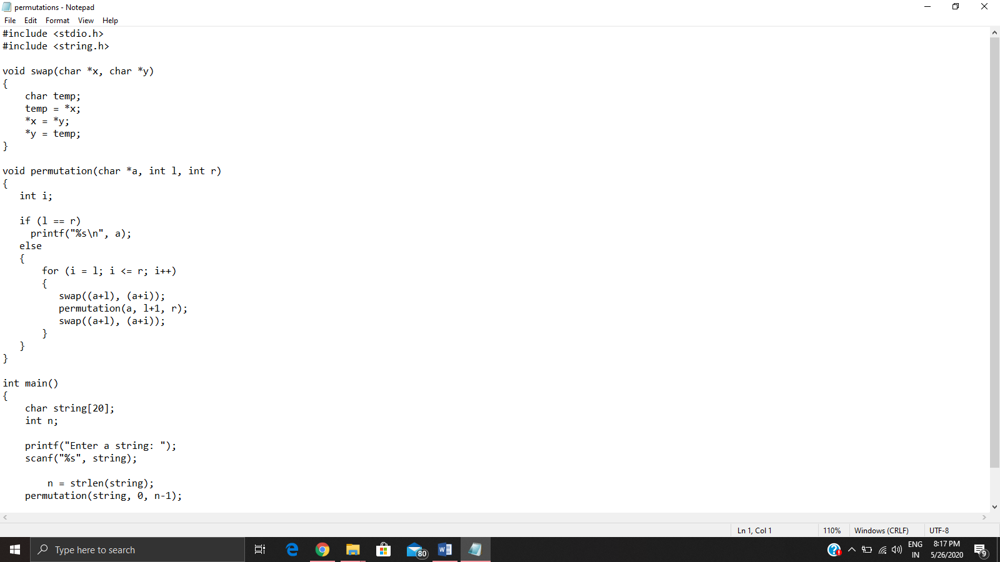 permutations - Notepad
File Edit Format View Help
#include <stdio.h>
#include <string.h>

void swap(char *x, char *y)
{
    char temp;
    temp = *x;
    *x = *y;
    *y = temp;
}

void permutation(char *a, int l, int r)
{
   int i;

   if (l == r)
     printf("%s\n", a);
   else
   {
       for (i = l; i <= r; i++)
       {
          swap((a+l), (a+i));
          permutation(a, l+1, r);
          swap((a+l), (a+i));
       }
   }
}

int main()
{
    char string[20];
    int n;

    printf("Enter a string: ");
    scanf("%s", string);

        n = strlen(string);
    permutation(string, 0, n-1);
Ln 1, Col 1 110% Windows (CRLF) UTF-8
Type here to search
80
W
ENG
IN
8:17 PM
5/26/2020
9